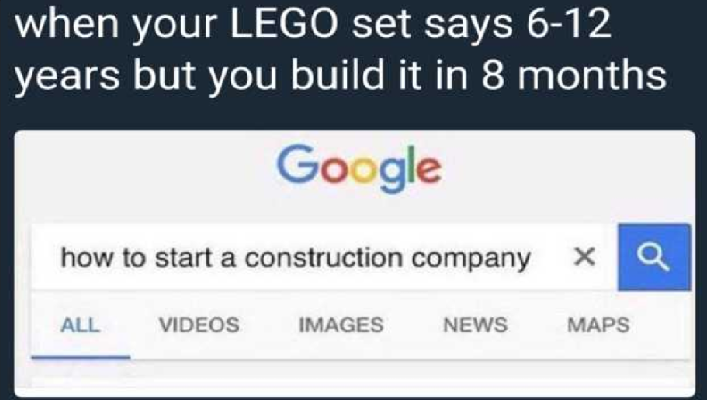 when your LEGO set says 6-12
years but you build it in 8 months
Google
how to start a construction company ×
ALL VIDEOS IMAGES NEWS MAPS